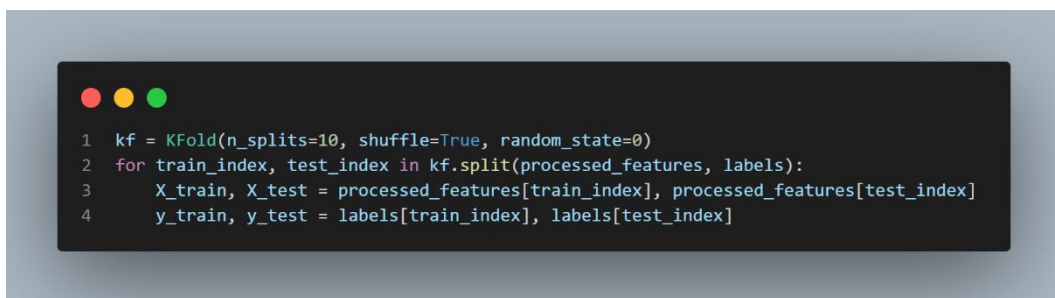 1 kf = KFold(n_splits=10, shuffle=True, random_state=0)
2 for train_index, test_index in kf.split(processed_features, labels):
3     X_train, X_test = processed_features[train_index], processed_features[test_index]
4     y_train, y_test = labels[train_index], labels[test_index]